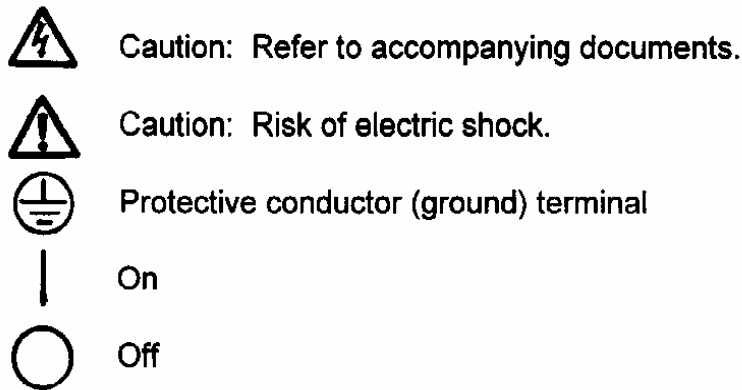 Caution: Refer to accompanying documents.
Caution: Risk of electric shock.
Protective conductor (ground) terminal
On
Off